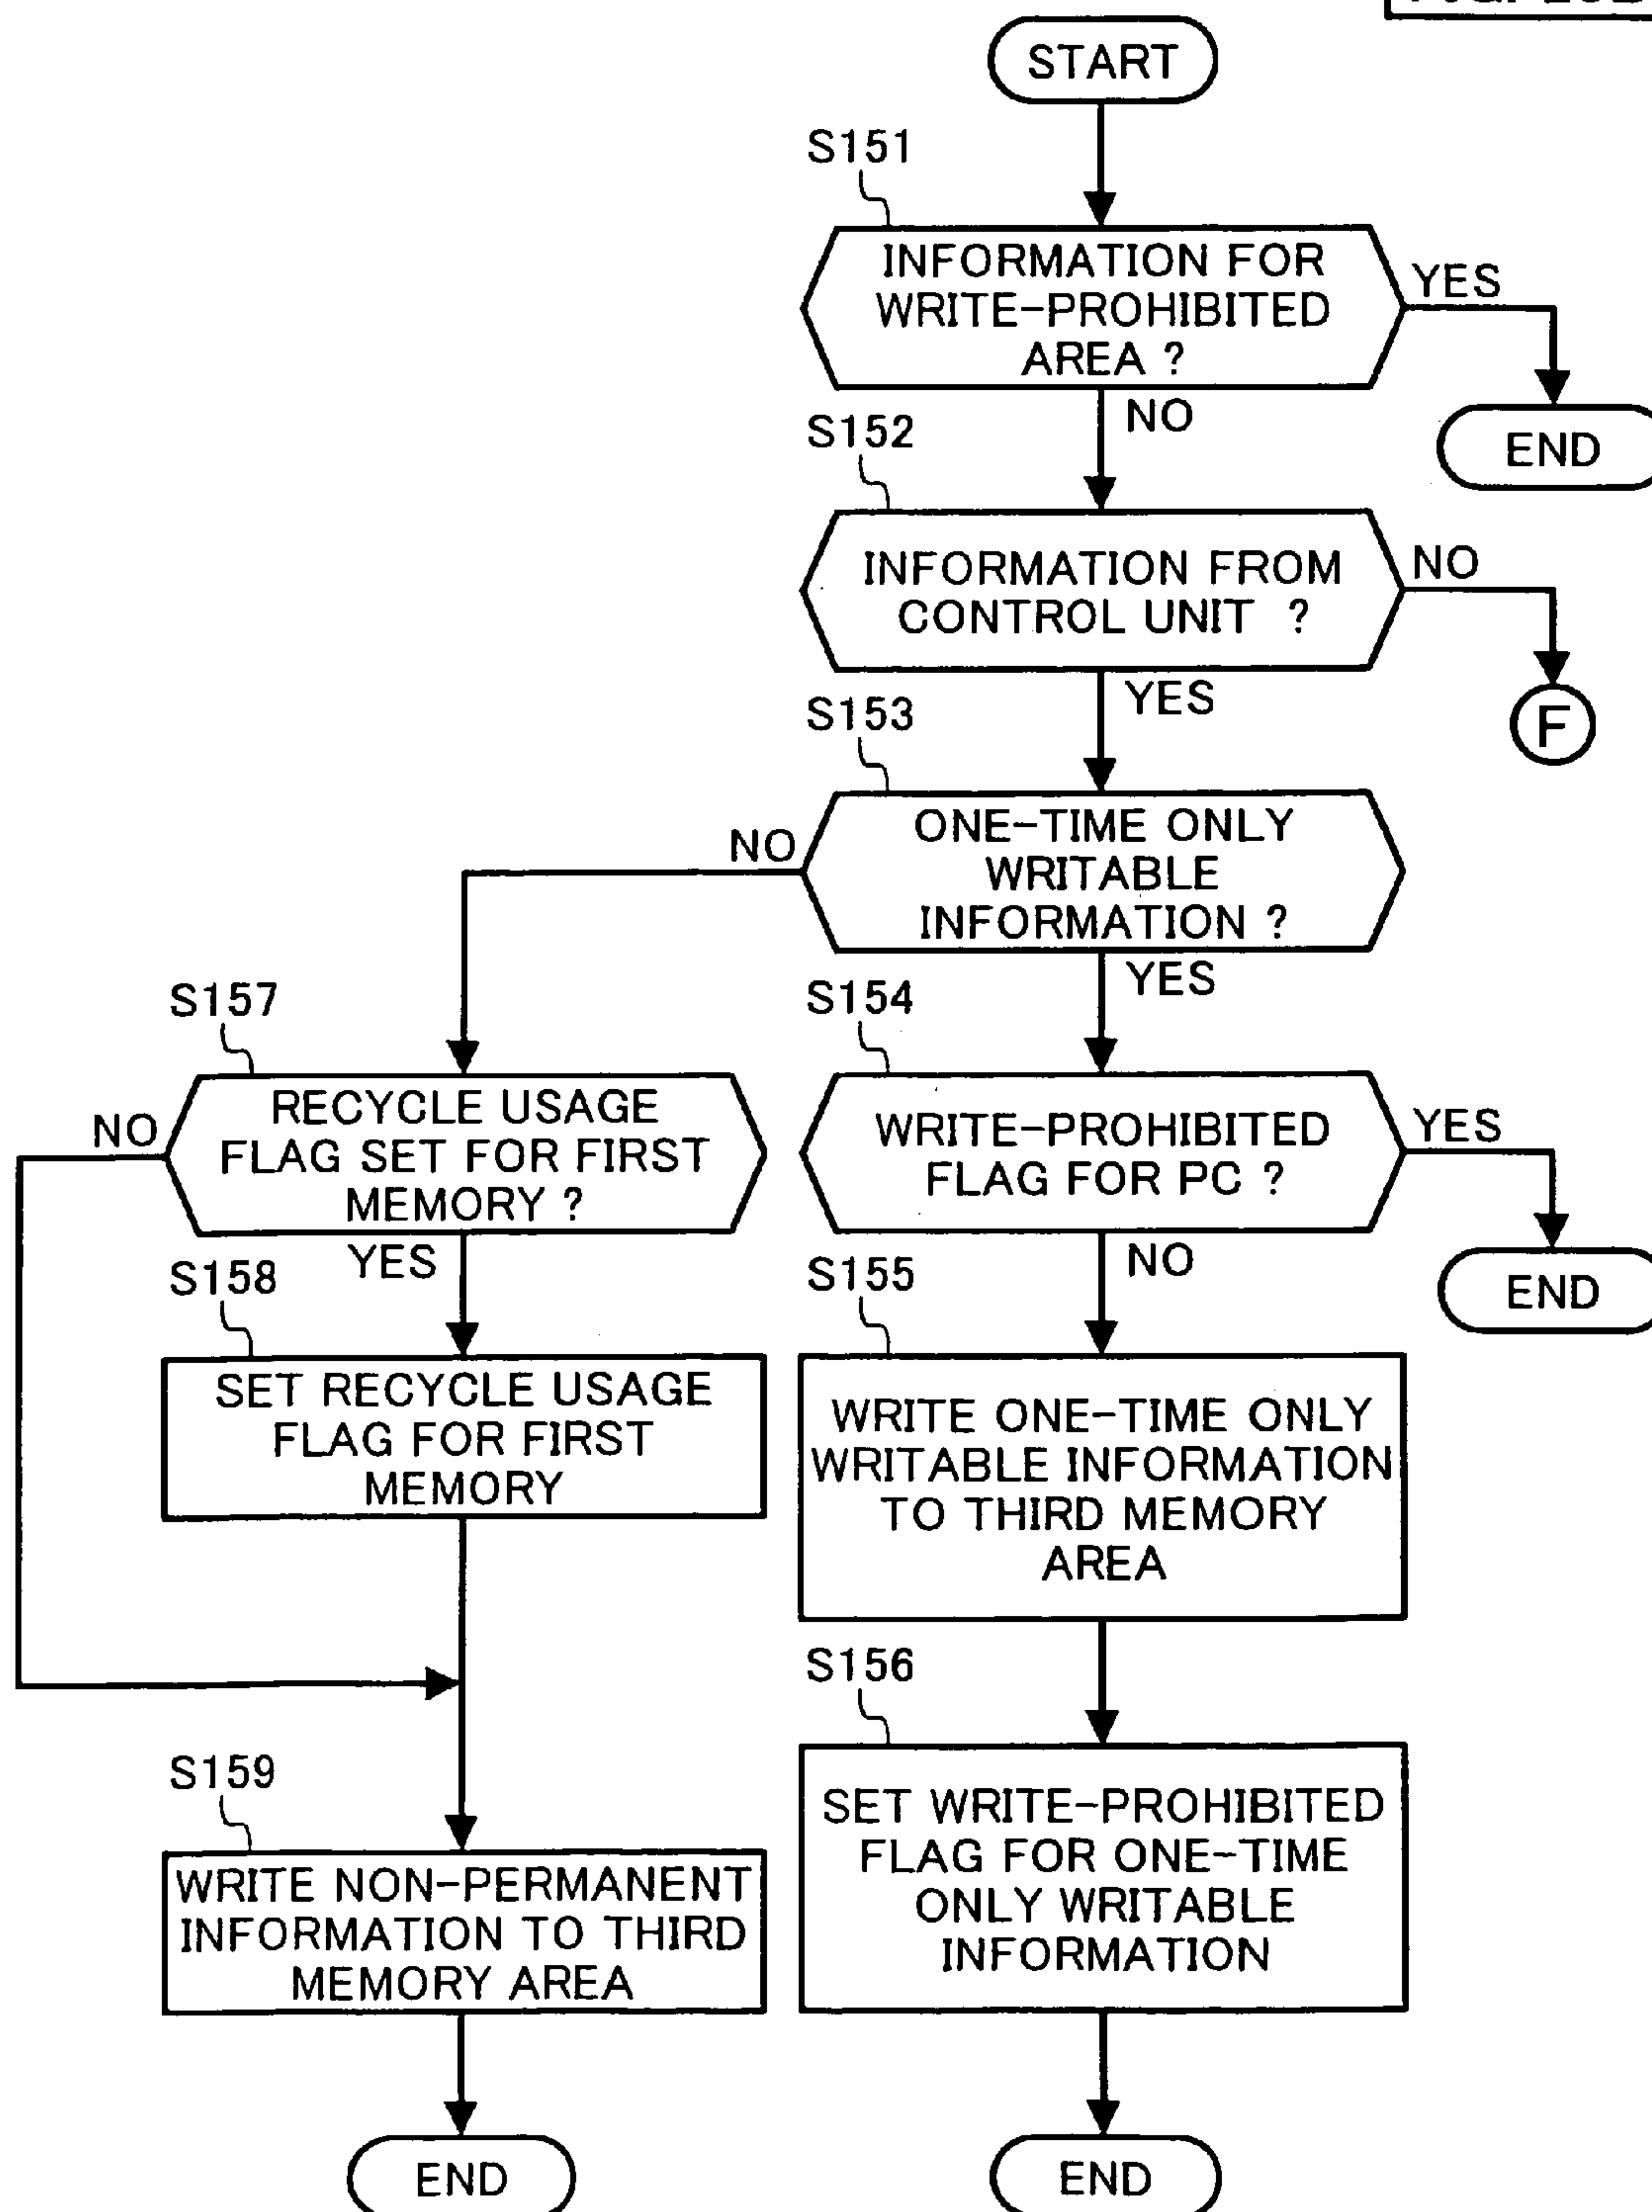 START
S151
INFORMATION FOR
WRITE-PROHIBITED
AREA ?
YES
END
NO
S152
INFORMATION FROM
CONTROL UNIT ?
NO
F
YES
S153
ONE-TIME ONLY
WRITABLE
INFORMATION ?
NO
YES
S157
RECYCLE USAGE
FLAG SET FOR FIRST
MEMORY ?
NO
YES
S154
WRITE-PROHIBITED
FLAG FOR PC ?
YES
END
NO
S158
SET RECYCLE USAGE
FLAG FOR FIRST
MEMORY
S155
WRITE ONE-TIME ONLY
WRITABLE INFORMATION
TO THIRD MEMORY
AREA
S159
WRITE NON-PERMANENT
INFORMATION TO THIRD
MEMORY AREA
END
S156
SET WRITE-PROHIBITED
FLAG FOR ONE-TIME
ONLY WRITABLE
INFORMATION
END